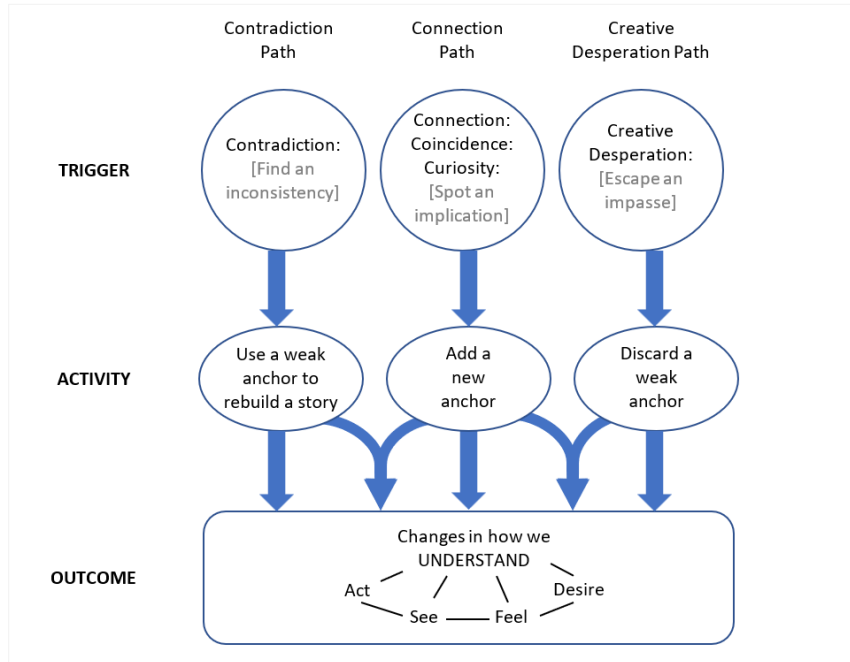 Contradiction
Path
Connection
Path
Creative
Desperation Path
TRIGGER
Contradiction:
[Find an
inconsistency]
Connection:
Coincidence:
Curiosity:
[Spot an
implication]
Creative
Desperation:
[Escape an
impasse]
ACTIVITY
Use a weak
anchor to
rebuild a story
Add a
new
anchor
Discard a
weak
anchor
OUTCOME
Changes in how we
UNDERSTAND
Act
Desire
See
Feel